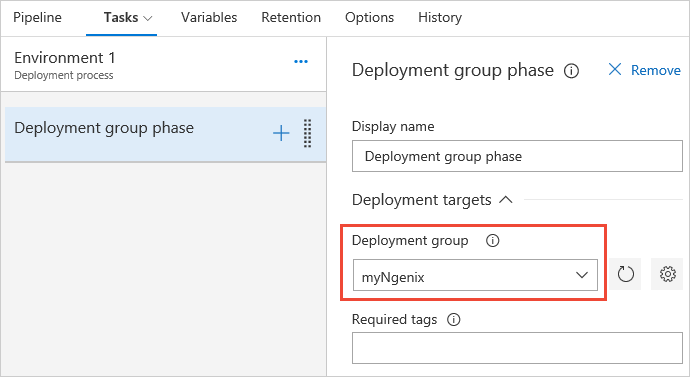 Pipeline Tasks Variables Retention Options History
Environment 1
Deployment process
Deployment group phase
Deployment group phase Remove
Display name
Deployment group phase
Deployment targets
Deployment group
myNgenix
Required tags